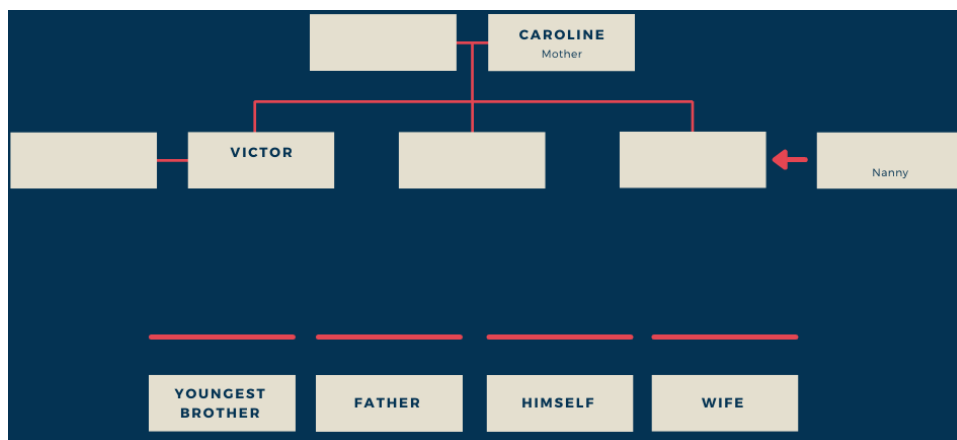 CAROLINE
Mother
VICTOR
Nanny
YOUNGEST
BROTHER
FATHER
HIMSELF
WIFE